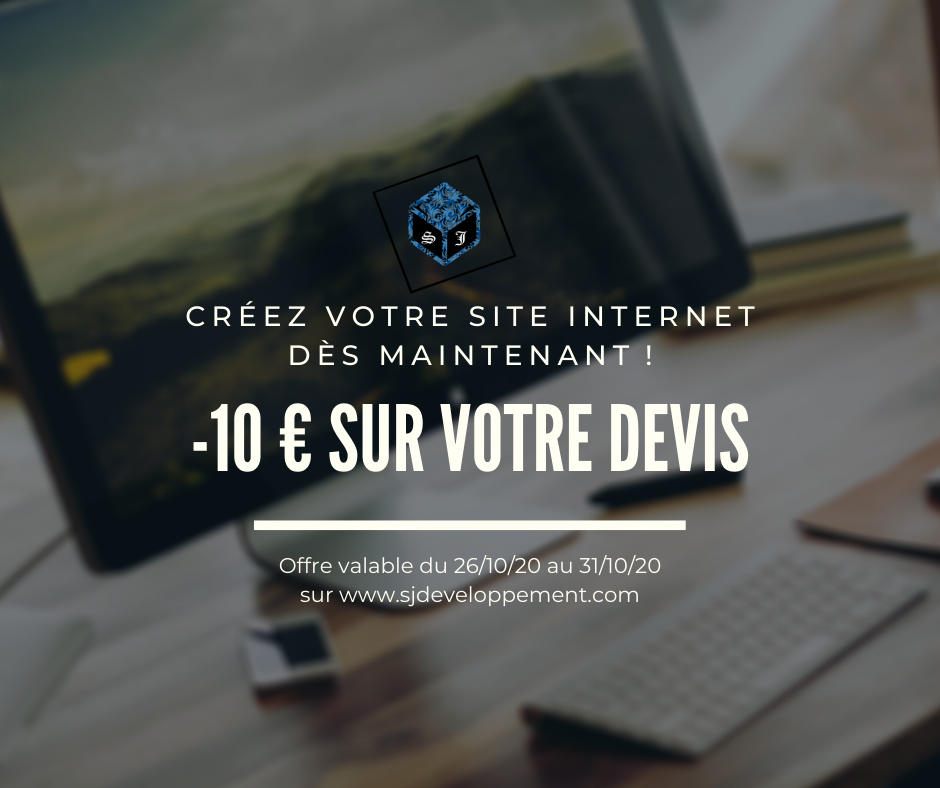 S J
CRÉEZ VOTRE SITE INTERNET
DÈS MAINTENANT !
-10 € SUR VOTRE DEVIS
Offre valable du 26/10/20 au 31/10/20
sur www.sjdeveloppement.com